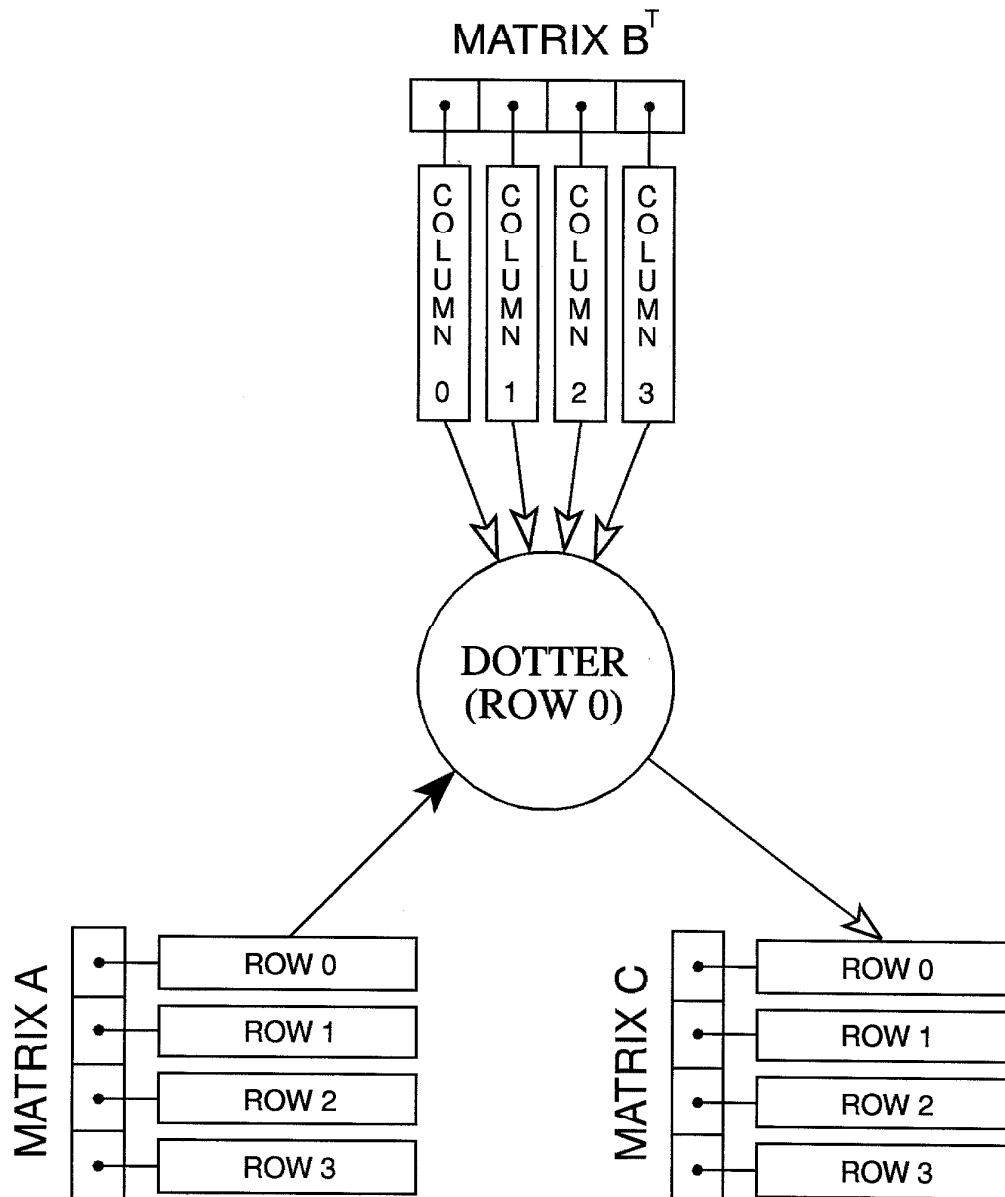 MATRIX B^T
COLUMN 0
COLUMN 1
COLUMN 2
COLUMN 3
DOTTER
(ROW 0)
MATRIX A
ROW 0
ROW 1
ROW 2
ROW 3
MATRIX C
ROW 0
ROW 1
ROW 2
ROW 3